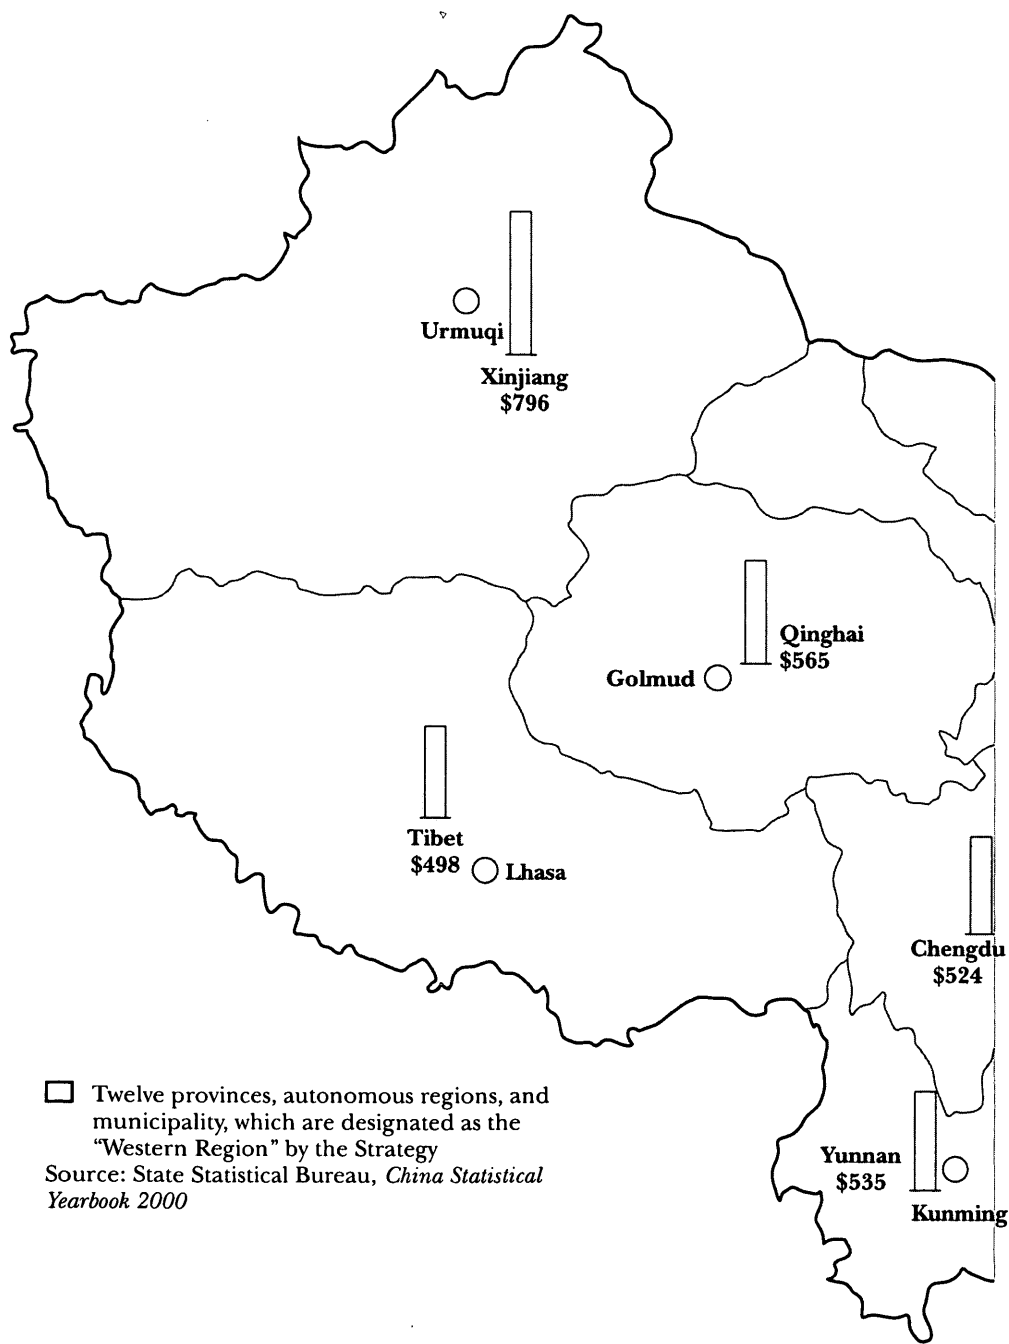 Urmuqi
Xinjiang
$796
Qinghai
$565
Golmud
Tibet
$498
Lhasa
Chengdu
$524
Twelve provinces, autonomous regions, and
municipality, which are designated as the
“Western Region” by the Strategy
Source: State Statistical Bureau, China Statistical
Yearbook 2000
Yunnan
$535
Kunming